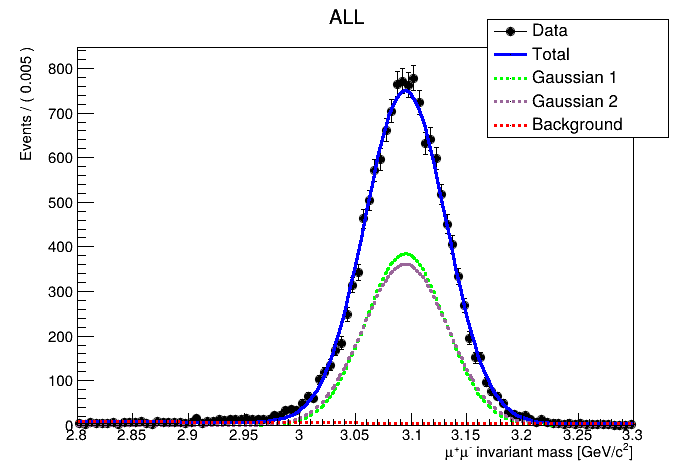 ALL
Data
Total
Gaussian 1
Gaussian 2
Background
Events / ( 0.005 )
800
700
600
500
400
300
200
100
0
2.8 2.85 2.9 2.95 3 3.05 3.1 3.15 3.2 3.25 3.3
μ⁺μ⁻ invariant mass [GeV/c²]